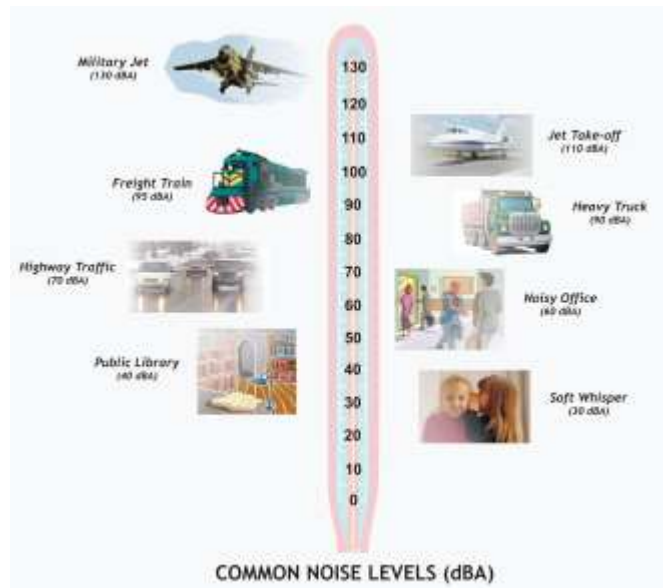 Military Jet
(130 dBA)
Jet Take-off
(110 dBA)
Freight Train
(95 dBA)
Heavy Truck
(90 dBA)
Highway Traffic
(70 dBA)
Noisy Office
(60 dBA)
Public Library
(40 dBA)
Soft Whisper
(30 dBA)
130
120
110
100
90
80
70
60
50
40
30
20
10
0
COMMON NOISE LEVELS (dBA)